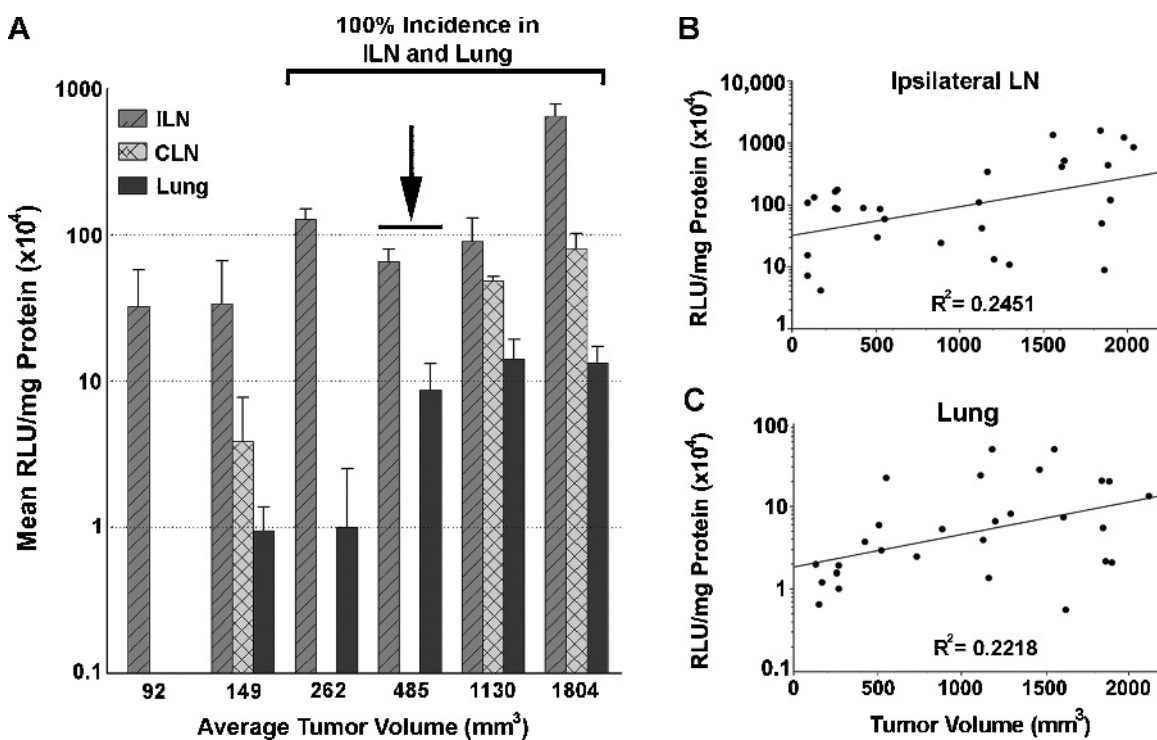 A
100% Incidence in
ILN and Lung
1000
100
10
1
0.1
Mean RLU/mg Protein (x10⁴)
ILN
CLN
Lung
92 149 262 485 1130 1804
Average Tumor Volume (mm³)
B
Ipsilateral LN
10,000
1000
100
10
1
RLU/mg Protein (x10⁴)
R²= 0.2451
0 500 1000 1500 2000
C
Lung
100
10
1
0.1
RLU/mg Protein (x10⁴)
R²= 0.2218
0 500 1000 1500 2000
Tumor Volume (mm³)